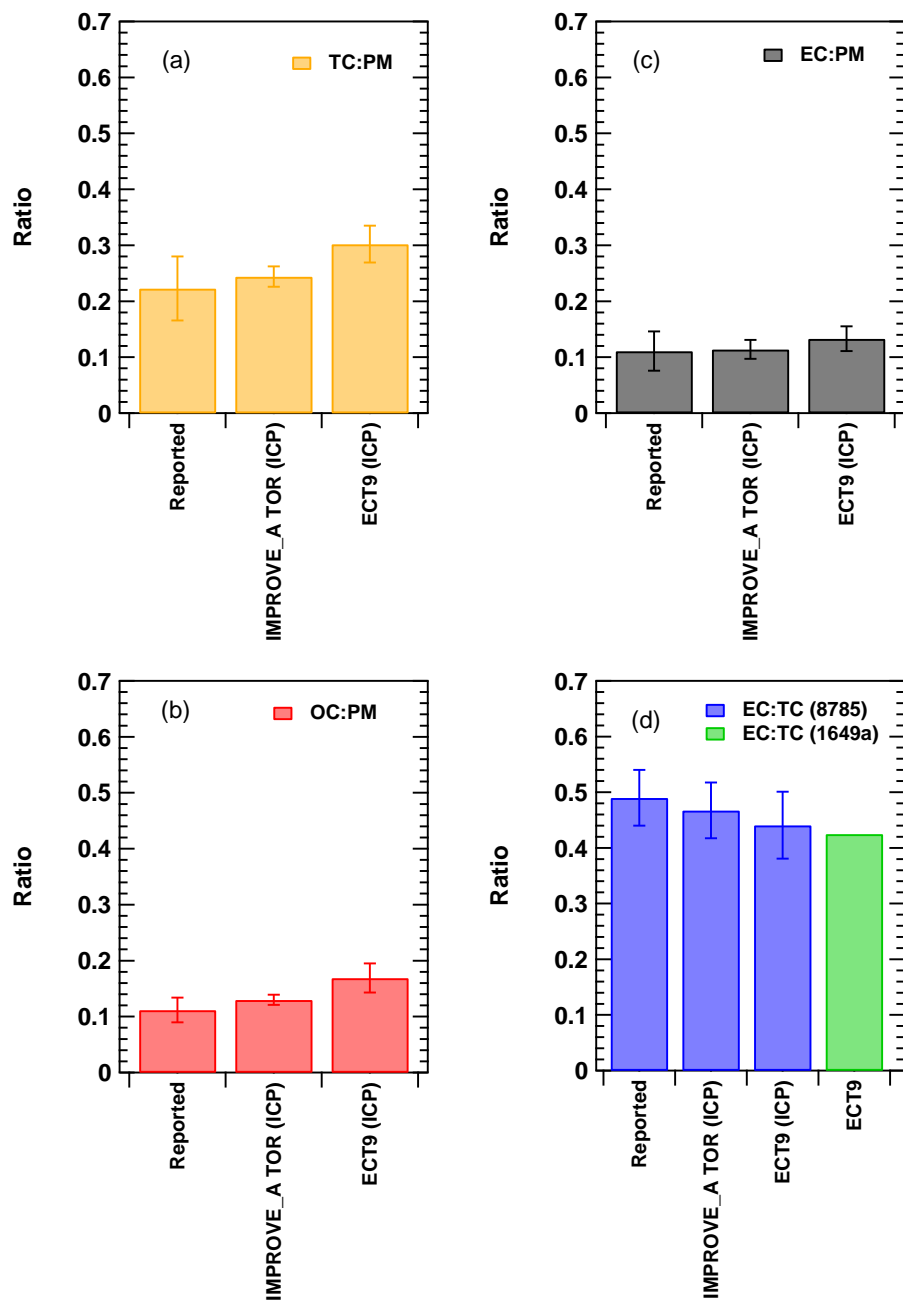 0.7
0.6
0.5
0.4
0.3
0.2
0.1
0
Ratio
(a)
TC:PM
Reported
IMPROVE_A TOR (ICP)
ECT9 (ICP)
0.7
0.6
0.5
0.4
0.3
0.2
0.1
0
Ratio
(c)
EC:PM
Reported
IMPROVE_A TOR (ICP)
ECT9 (ICP)
0.7
0.6
0.5
0.4
0.3
0.2
0.1
0
Ratio
(b)
OC:PM
Reported
IMPROVE_A TOR (ICP)
ECT9 (ICP)
0.7
0.6
0.5
0.4
0.3
0.2
0.1
0
Ratio
(d)
EC:TC (8785)
EC:TC (1649a)
Reported
IMPROVE_A TOR (ICP)
ECT9 (ICP)
ECT9